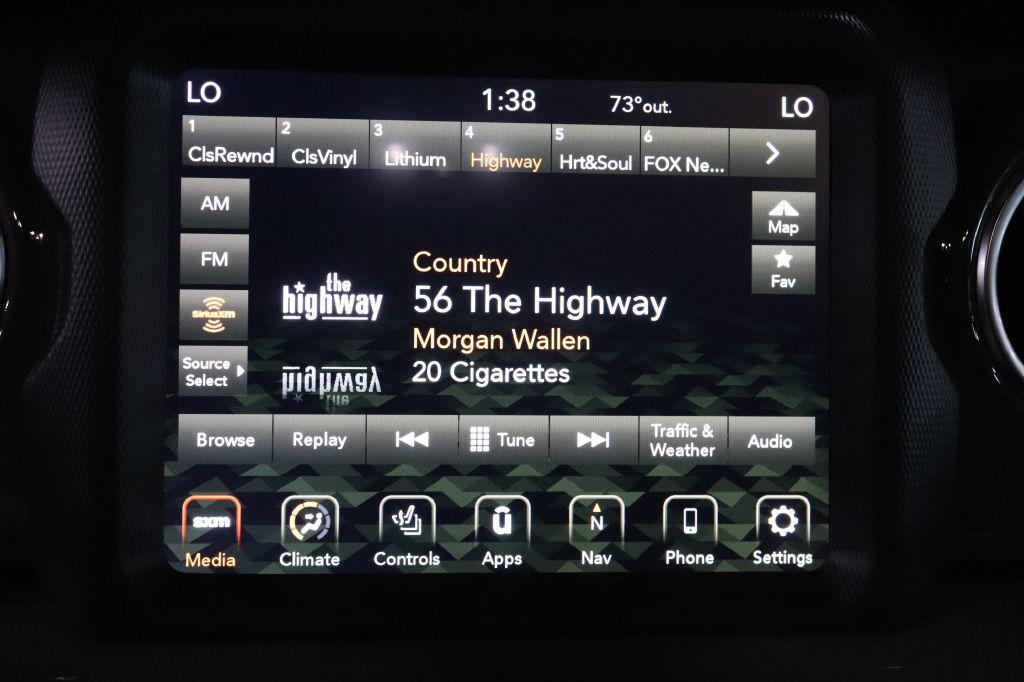 LO 1:38 73°out. LO
1 2 3 4 5 6
ClsRewnd ClsVinyl Lithium Highway Hrt&Soul FOX Ne...
AM
Map
FM
Fav
SiriusXM
Source
Select
the
highway
Country
56 The Highway
Morgan Wallen
20 Cigarettes
Browse Replay Tune Traffic &
Weather Audio
sxm
û
N
Media Climate Controls Apps Nav Phone Settings